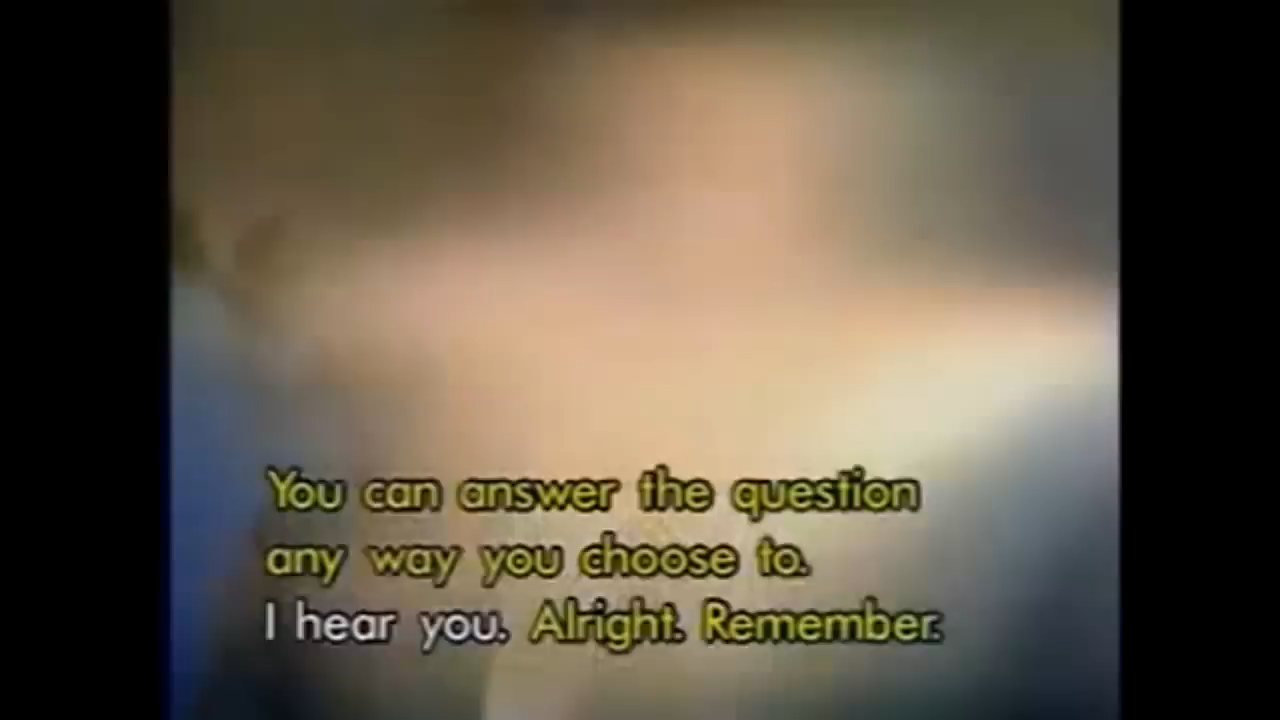 You can answer the question
any way you choose to.
I hear you. Alright. Remember.